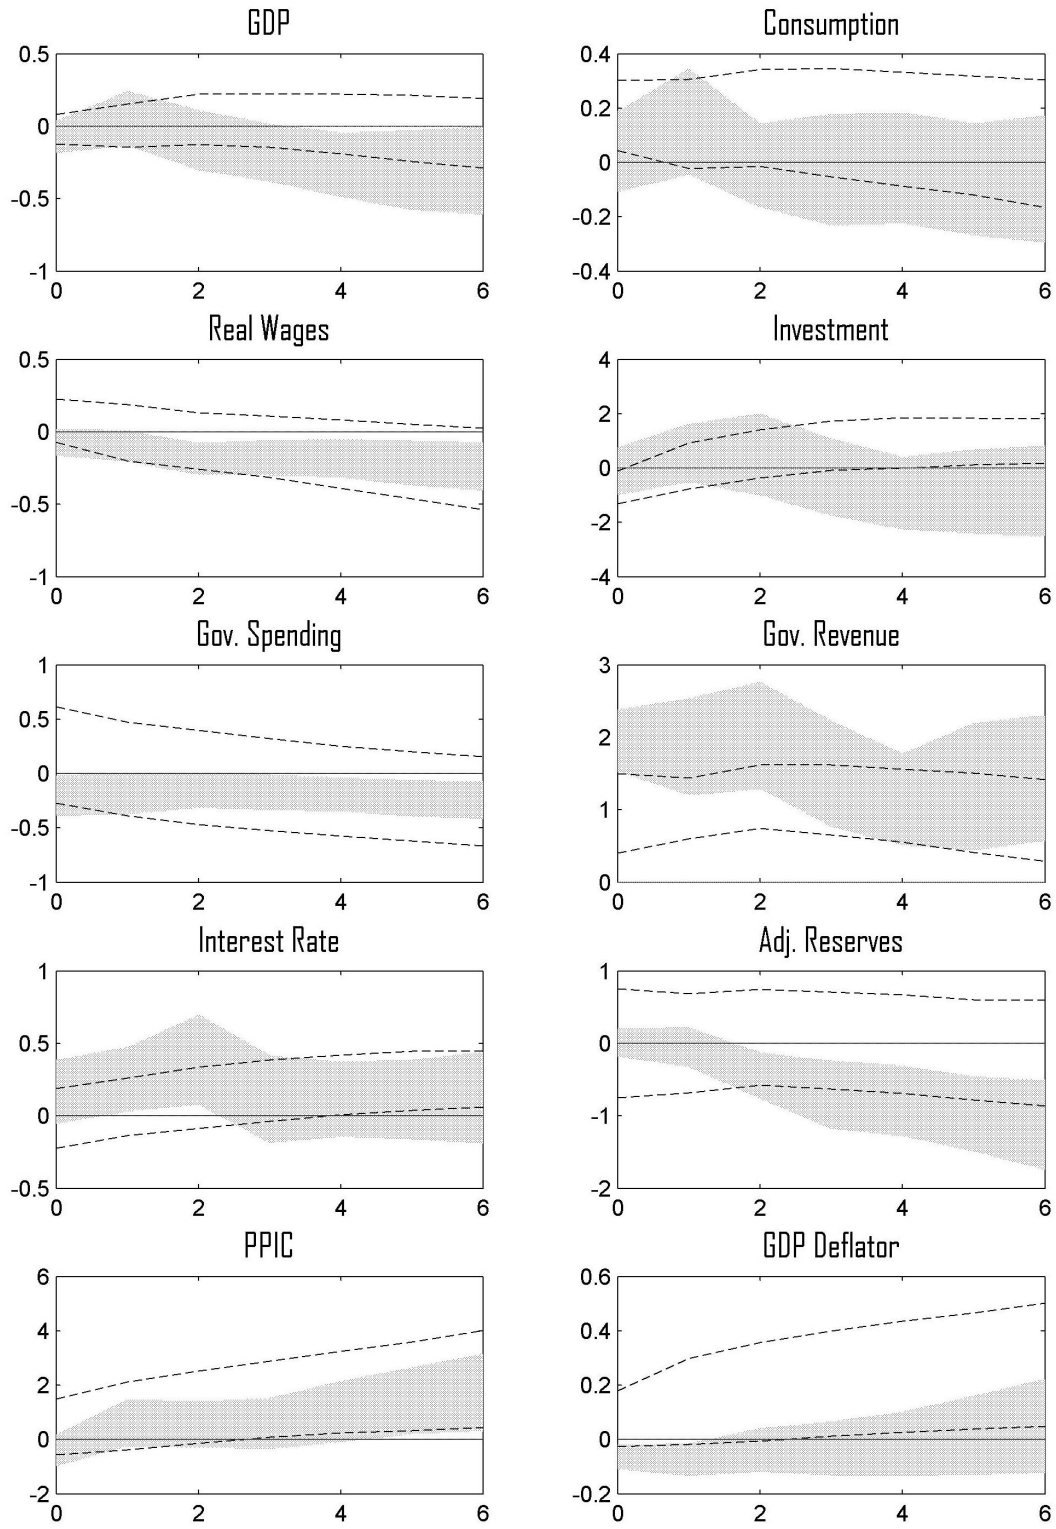 GDP
0.5
0
-0.5
-1
0 2 4 6
Consumption
0.4
0.2
0
-0.2
-0.4
0 2 4 6
Real Wages
0.5
0
-0.5
-1
0 2 4 6
Investment
4
2
0
-2
-4
0 2 4 6
Gov. Spending
1
0.5
0
-0.5
-1
0 2 4 6
Gov. Revenue
3
2
1
0
0 2 4 6
Interest Rate
1
0.5
0
-0.5
0 2 4 6
Adj. Reserves
1
0
-1
-2
0 2 4 6
PPIC
6
4
2
0
-2
0 2 4 6
GDP Deflator
0.6
0.4
0.2
0
-0.2
0 2 4 6